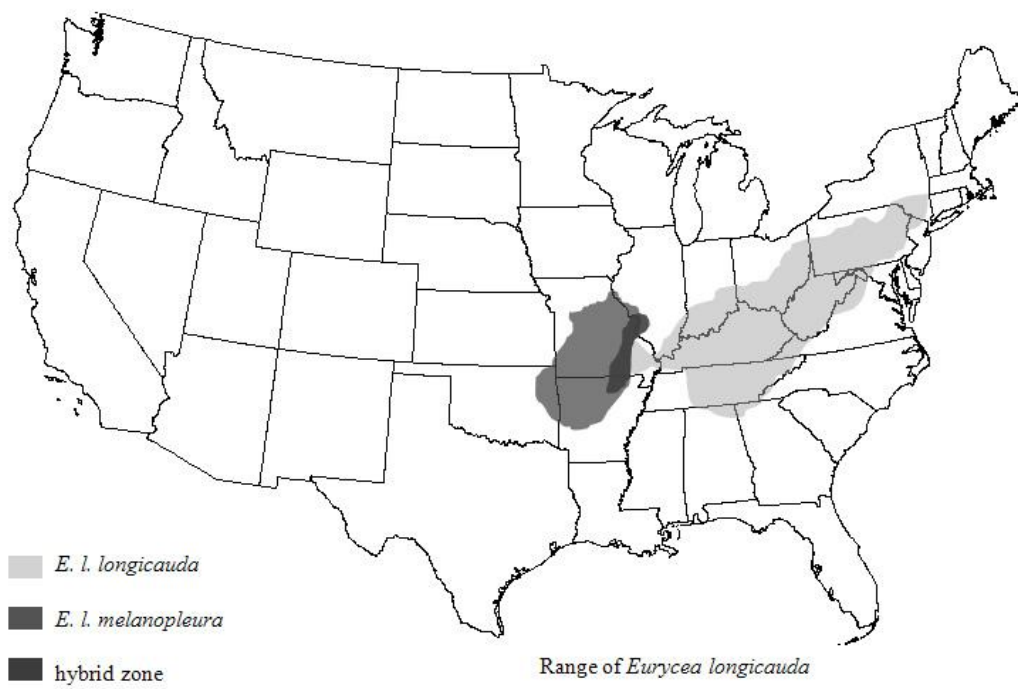 E. l. longicauda
E. l. melanopleura
hybrid zone
Range of Eurycea longicauda